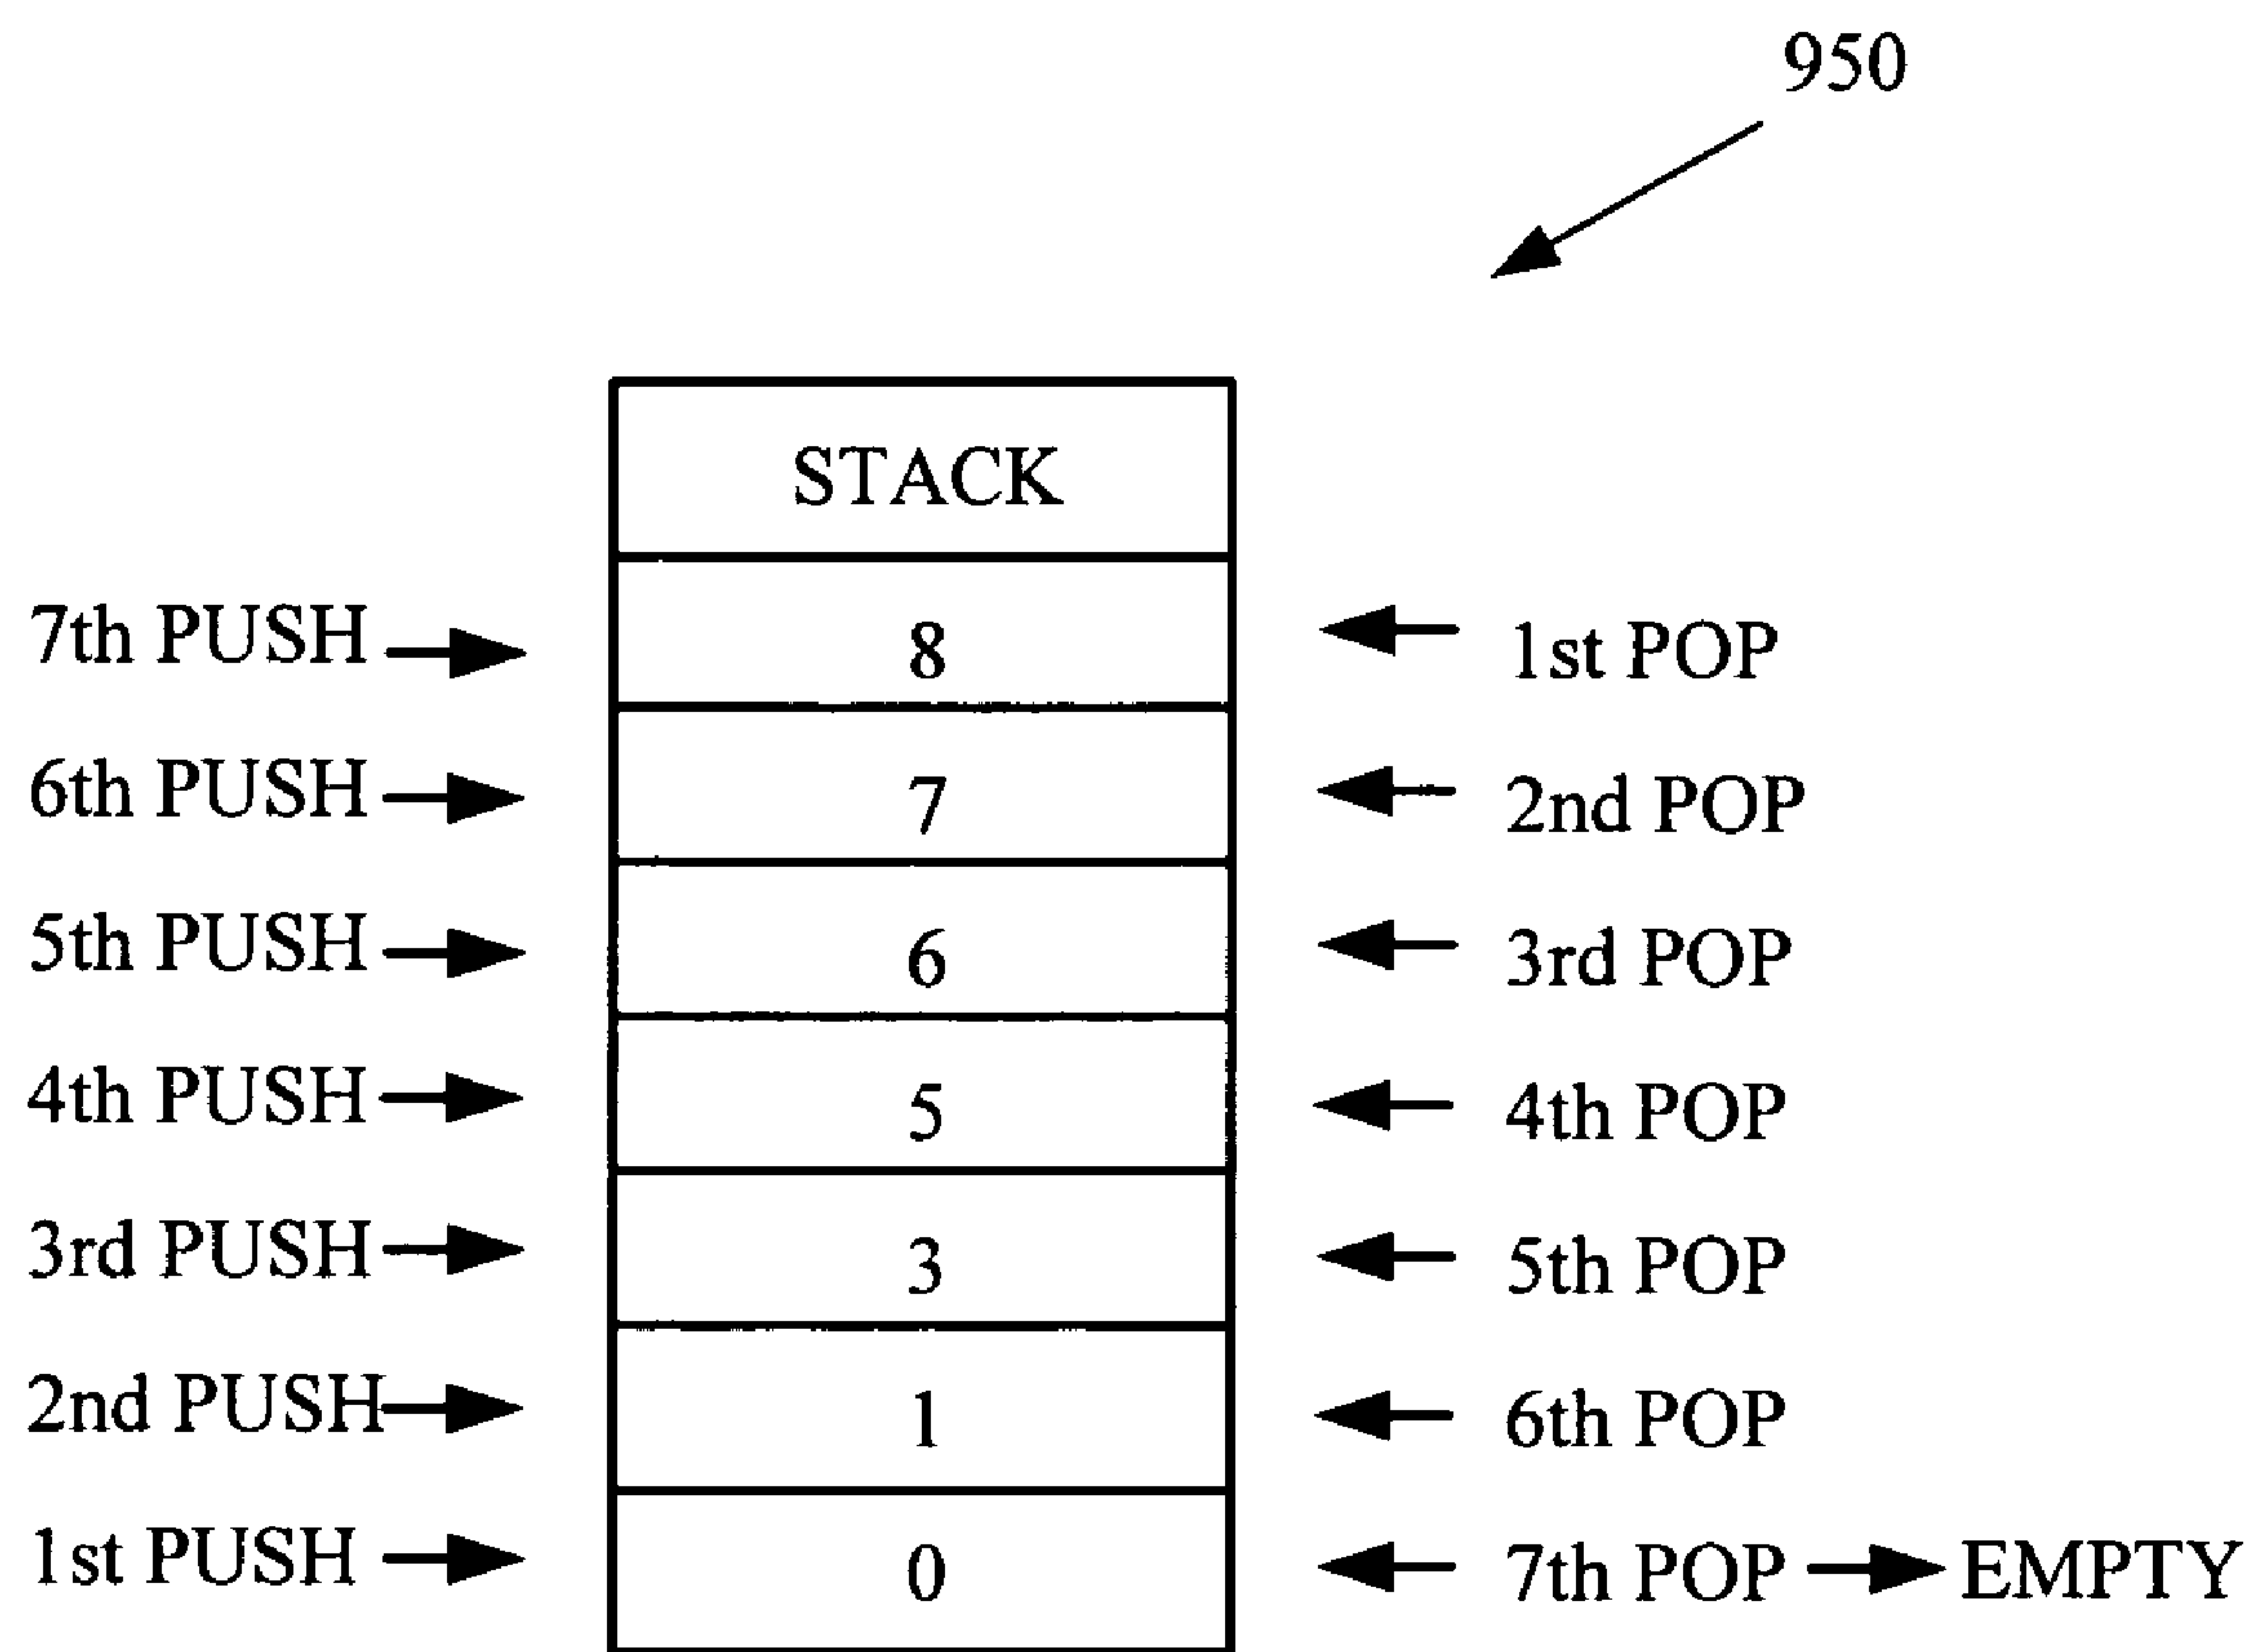 950
STACK
7th PUSH 8 1st POP
6th PUSH 7 2nd POP
5th PUSH 6 3rd POP
4th PUSH 5 4th POP
3rd PUSH 3 5th POP
2nd PUSH 1 6th POP
1st PUSH 0 7th POP EMPTY